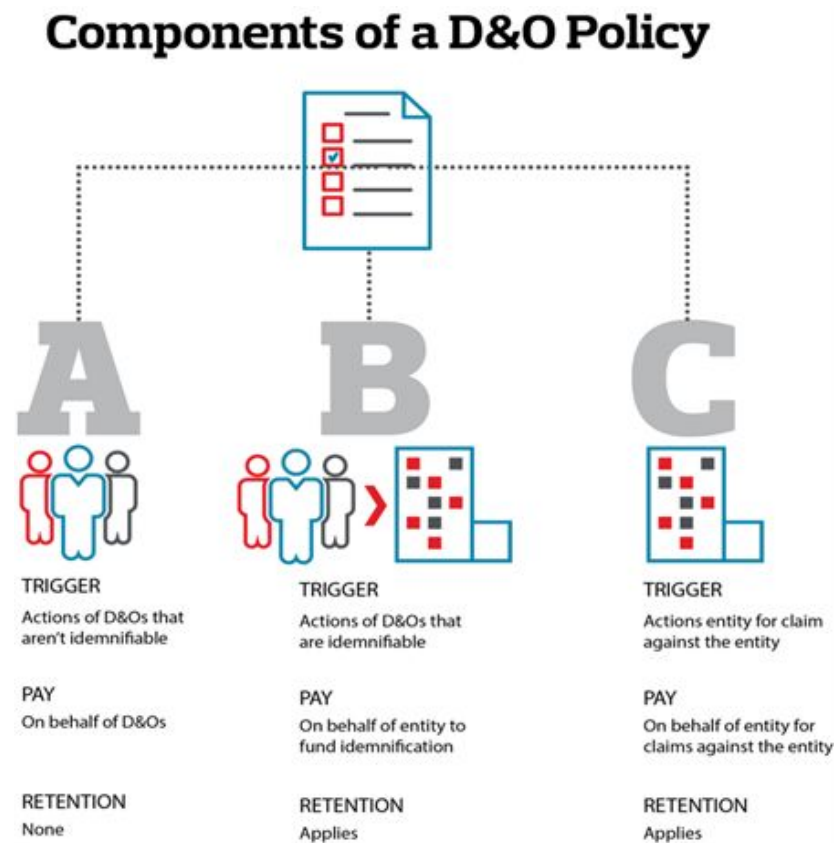 Components of a D&O Policy
A
B
C
TRIGGER
Actions of D&Os that
aren't idemnifiable
PAY
On behalf of D&Os
RETENTION
None
TRIGGER
Actions of D&Os that
are idemnifiable
PAY
On behalf of entity to
fund idemnification
RETENTION
Applies
TRIGGER
Actions entity for claim
against the entity
PAY
On behalf of entity for
claims against the entity
RETENTION
Applies